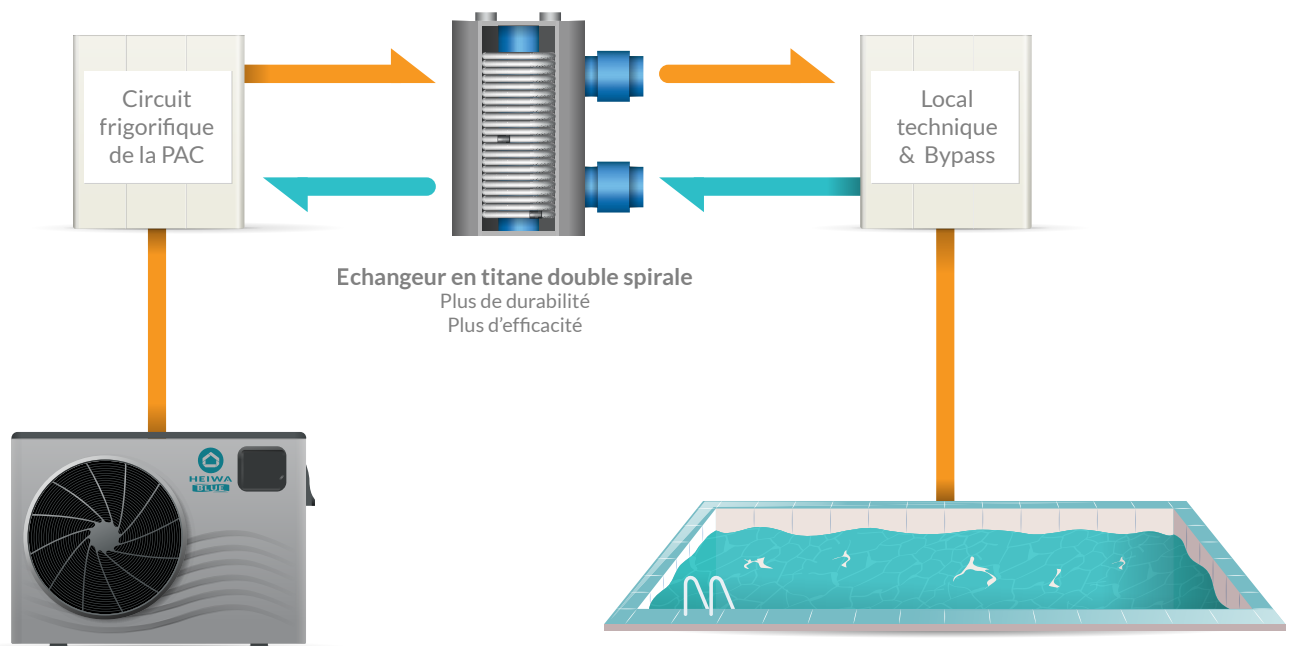 Circuit
frigorifique
de la PAC
Local
technique
& Bypass
Echangeur en titane double spirale
Plus de durabilité
Plus d’efficacité
HEIWA
BLUE